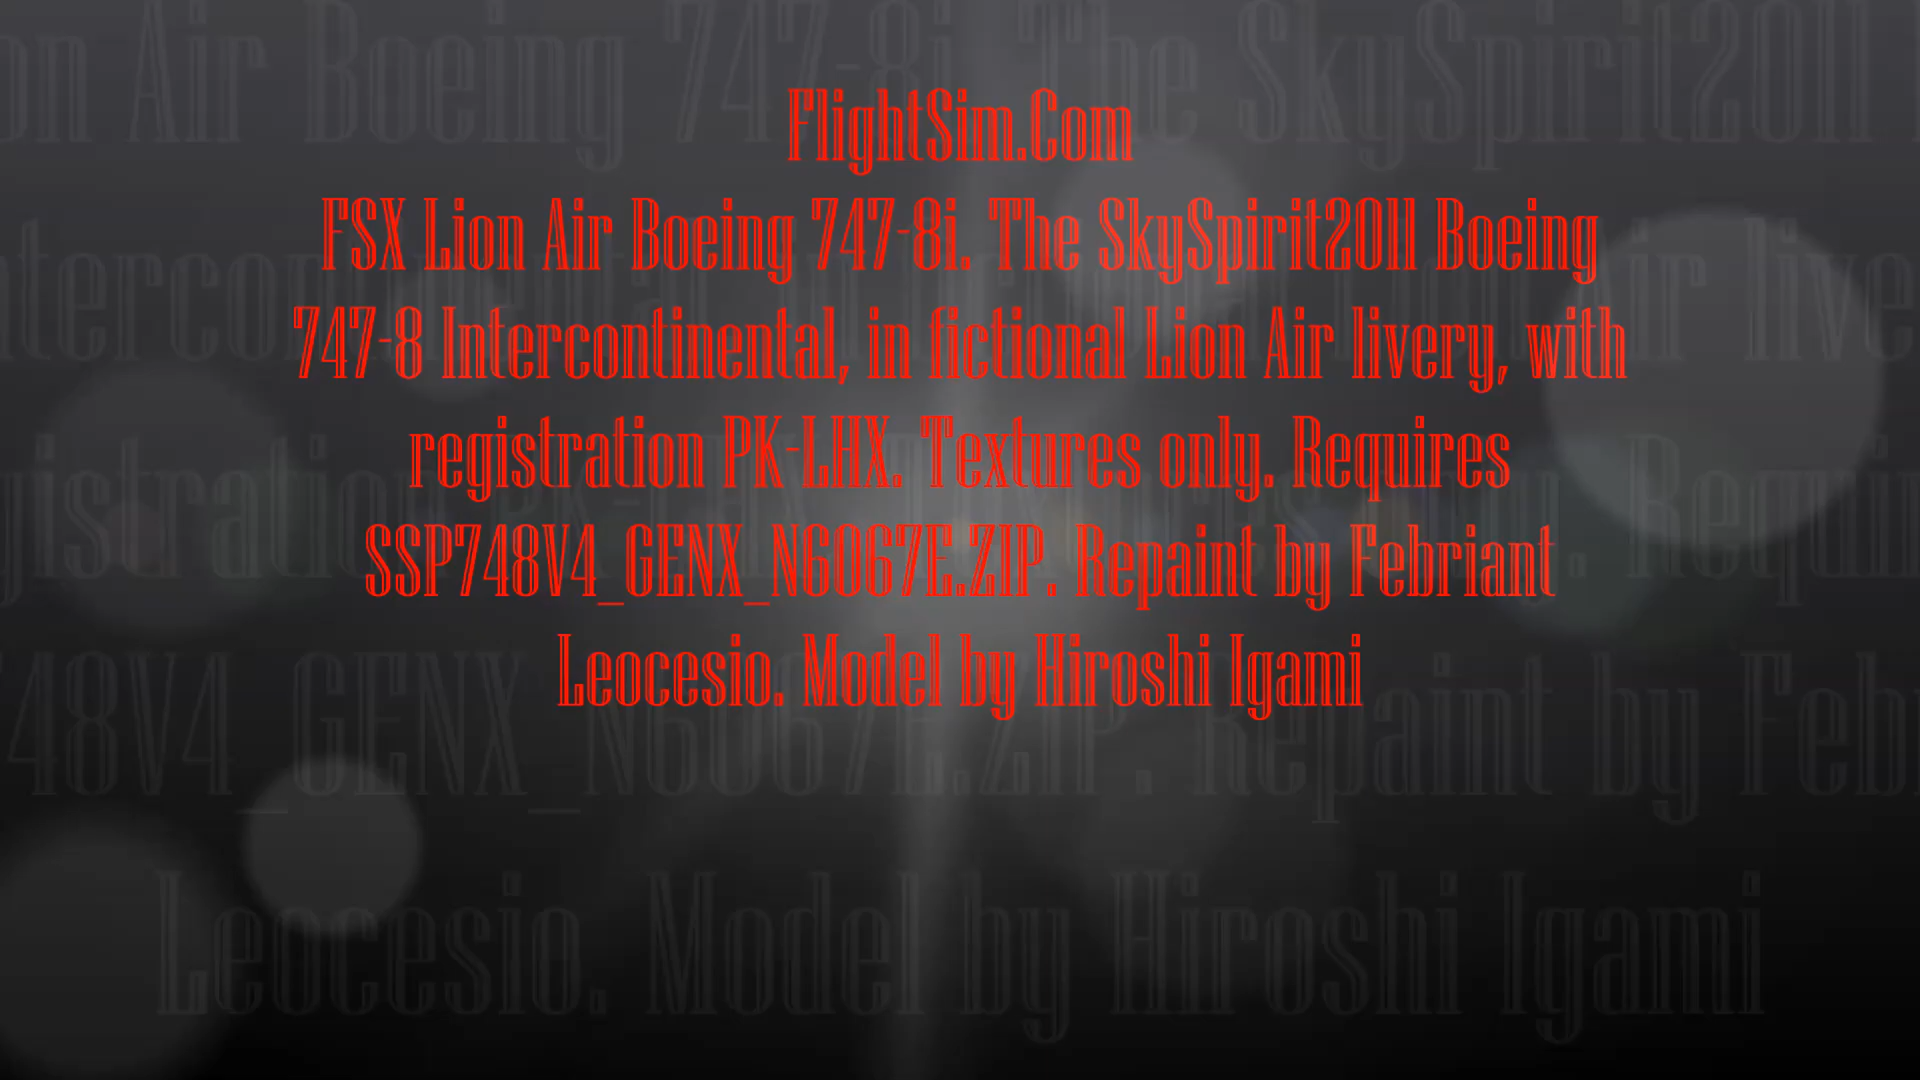 FlightSim.Com
FSX Lion Air Boeing 747-8i. The SkySpirit2011 Boeing
747-8 Intercontinental, in fictional Lion Air livery, with
registration PK-LHX. Textures only. Requires
SSP748V4_GENX_N6067E.ZIP. Repaint by Febriant
Leocesio. Model by Hiroshi Igami